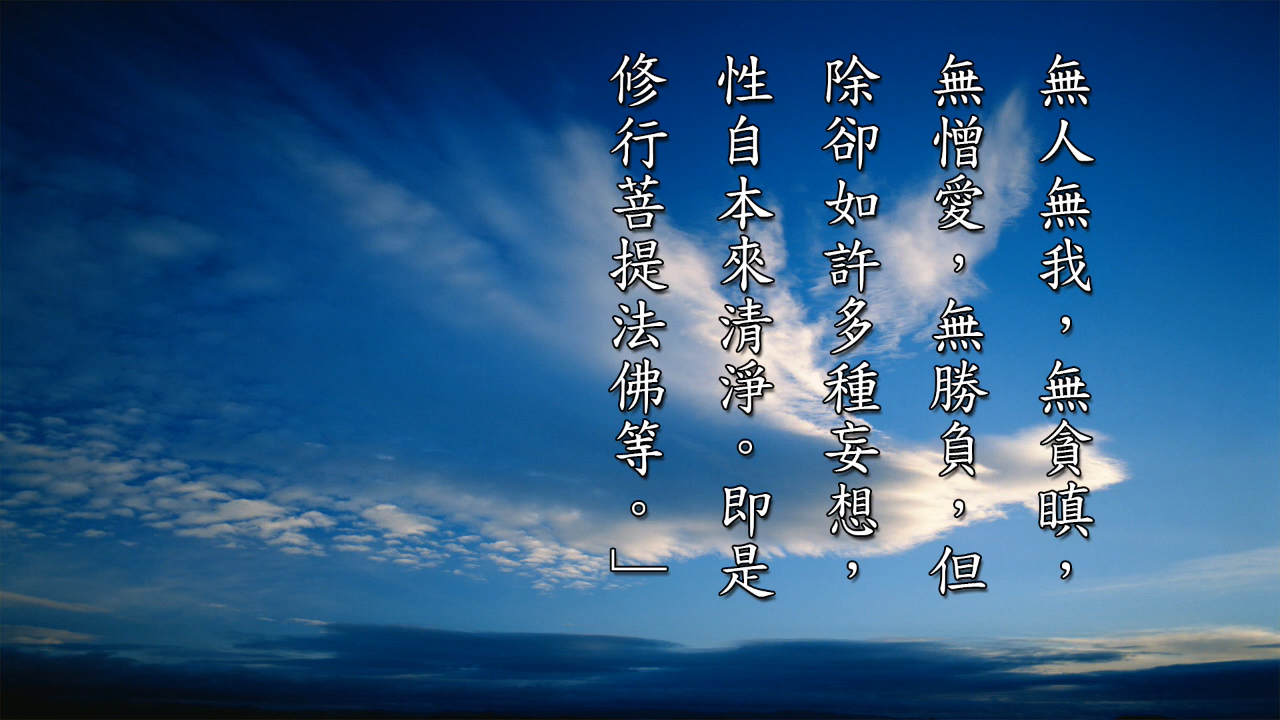 無人無我，無貪瞋，
無憎愛，無勝負，但
除卻如許多種妄想，
性自本來清淨。即是
修行菩提法佛等。」